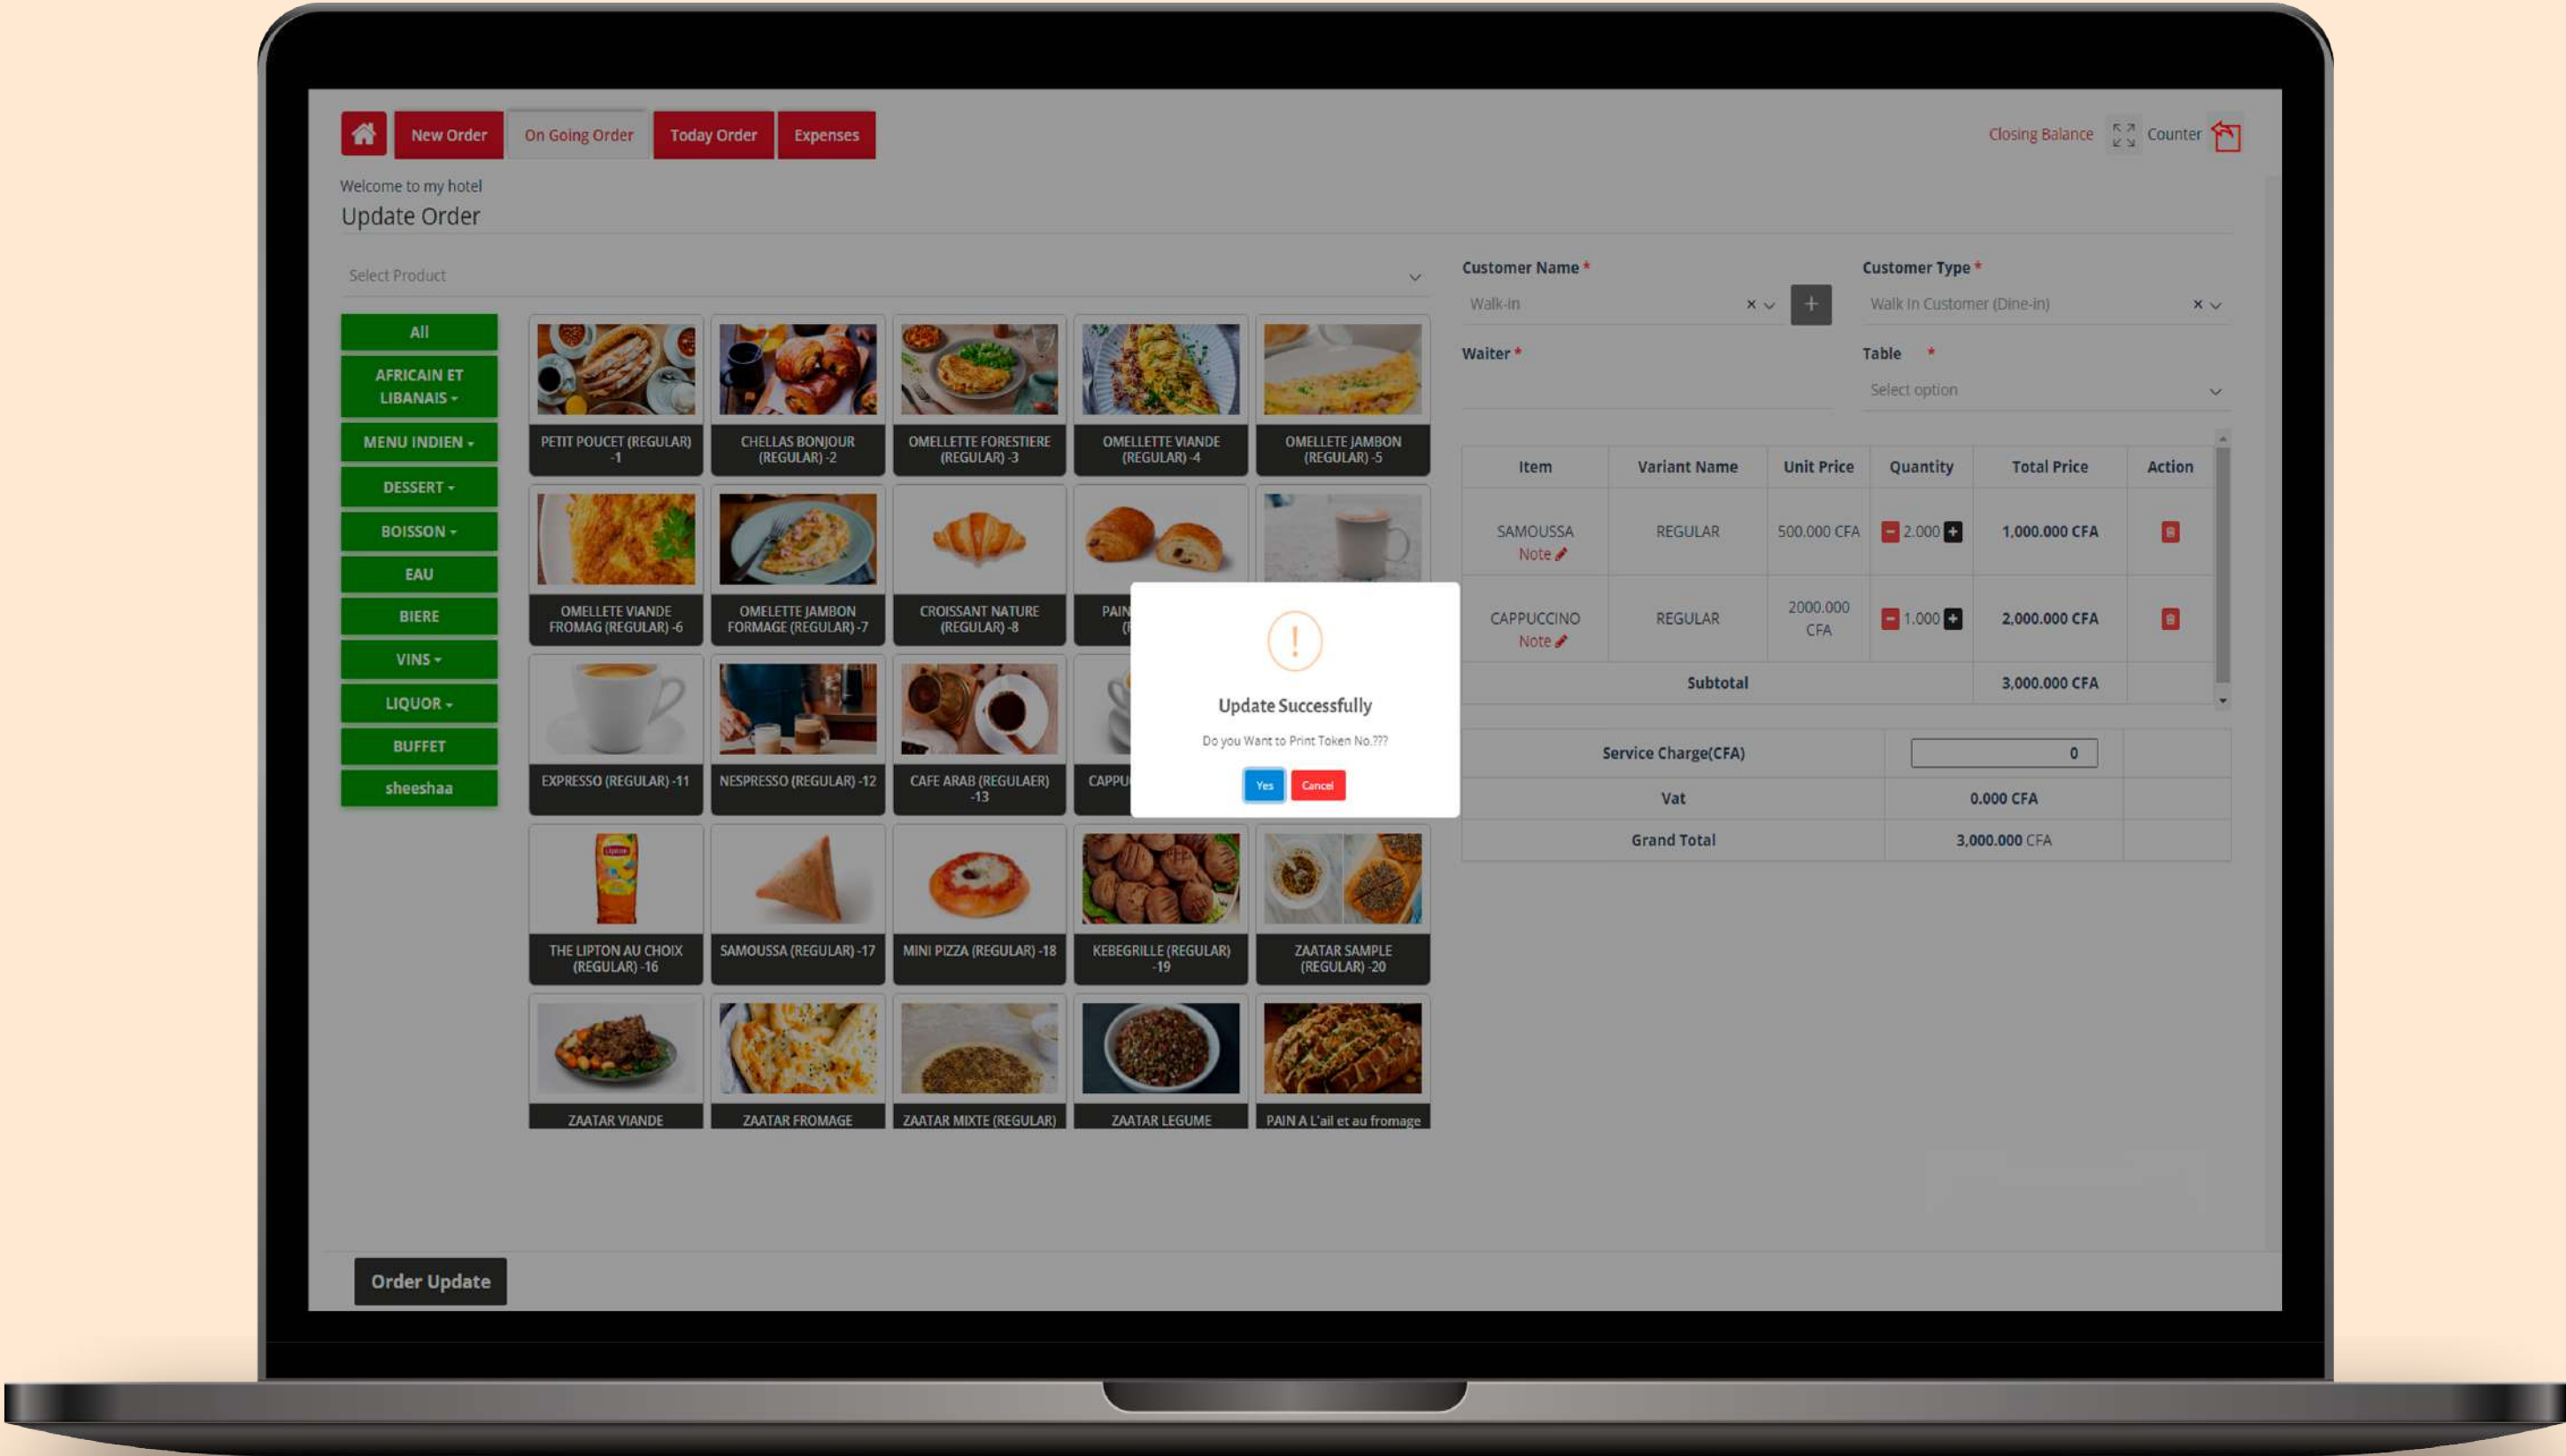 New Order
On Going Order
Today Order
Expenses
Closing Balance
Counter
Welcome to my hotel
Update Order
Select Product
All
AFRICAIN ET
LIBANAIS
MENU INDIEN
DESSERT
BOISSON
EAU
BIERE
VINS
LIQUOR
BUFFET
sheeshaa
PETIT POUCET (REGULAR)
-1
CHELLAS BONJOUR
(REGULAR) -2
OMELLETTE FORESTIERE
(REGULAR) -3
OMELLETTE VIANDE
(REGULAR) -4
OMELLETE JAMBON
(REGULAR) -5
OMELLETE VIANDE
FROMAG (REGULAR) -6
OMELETTE JAMBON
FORMAGE (REGULAR) -7
CROISSANT NATURE
(REGULAR) -8
PAIN
EXPRESSO (REGULAR) -11
NESPRESSO (REGULAR) -12
CAFE ARAB (REGULAER)
-13
CAPPU
Lipton
THE LIPTON AU CHOIX
(REGULAR) -16
SAMOUSSA (REGULAR) -17
MINI PIZZA (REGULAR) -18
KEBEGRILLE (REGULAR)
-19
ZAATAR SAMPLE
(REGULAR) -20
ZAATAR VIANDE
ZAATAR FROMAGE
ZAATAR MIXTE (REGULAR)
ZAATAR LEGUME
PAIN A L'ail et au fromage
!
Update Successfully
Do you Want to Print Token No.???
Yes
Cancel
Customer Name *
Walk-in
×
+
Customer Type *
Walk In Customer (Dine-in)
×
Waiter *
Table *
Select option
Item Variant Name Unit Price Quantity Total Price Action
SAMOUSSA REGULAR 500.000 CFA - 2.000 + 1,000.000 CFA
Note
CAPPUCCINO REGULAR 2000.000 CFA - 1.000 + 2,000.000 CFA
Note
Subtotal 3,000.000 CFA
Service Charge(CFA) 0
Vat 0.000 CFA
Grand Total 3,000.000 CFA
Order Update